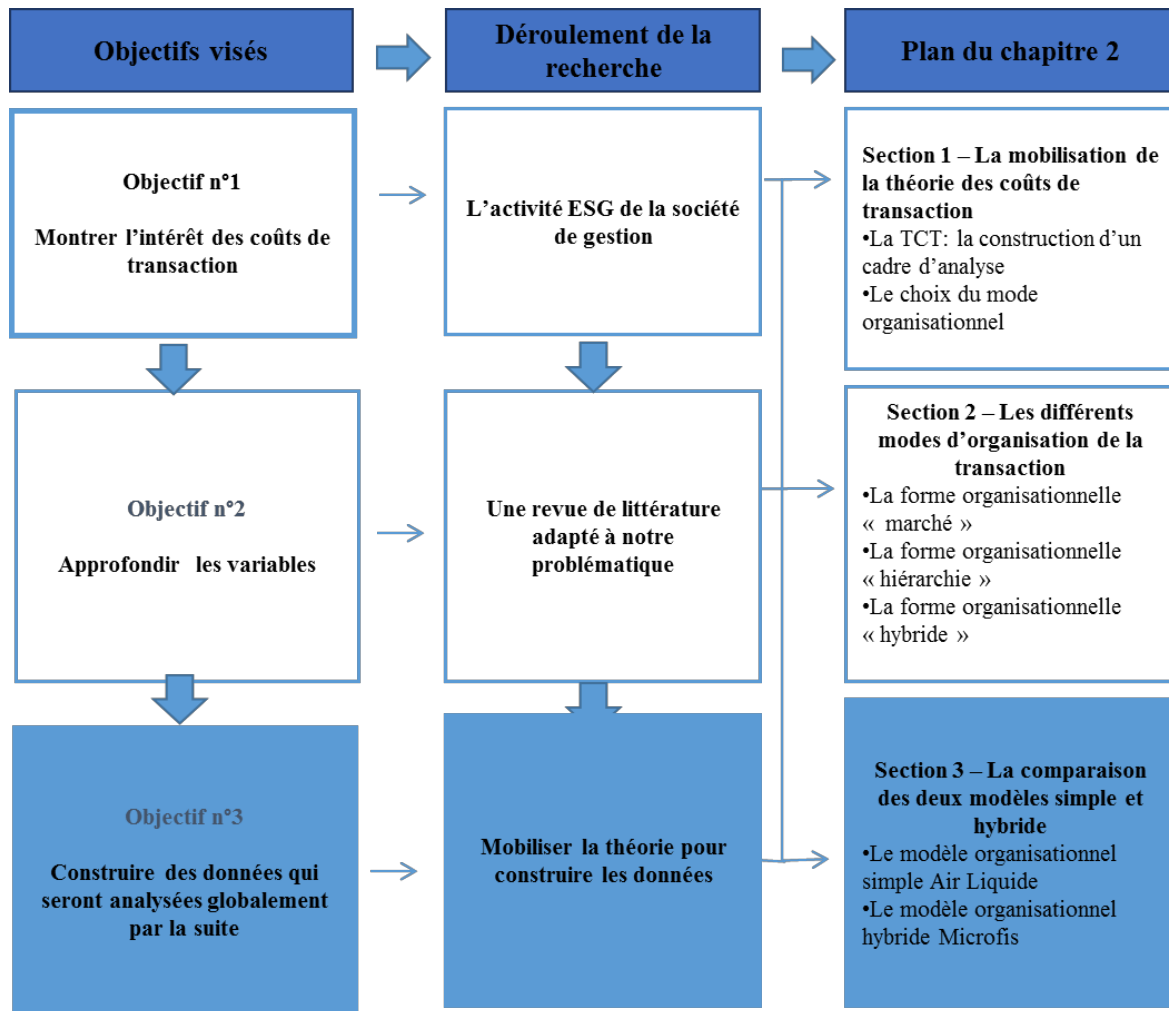 Objectifs visés
Déroulement de la
recherche
Plan du chapitre 2
Objectif n°1
Montrer l’intérêt des coûts de
transaction
L’activité ESG de la société
de gestion
Section 1 – La mobilisation de
la théorie des coûts de
transaction
•La TCT: la construction d’un
cadre d’analyse
•Le choix du mode
organisationnel
Objectif n°2
Approfondir les variables
Une revue de littérature
adapté à notre
problématique
Section 2 – Les différents
modes d’organisation de la
transaction
•La forme organisationnelle
« marché »
•La forme organisationnelle
« hiérarchie »
•La forme organisationnelle
« hybride »
Objectif n°3
Construire des données qui
seront analysées globalement
par la suite
Mobiliser la théorie pour
construire les données
Section 3 – La comparaison
des deux modèles simple et
hybride
•Le modèle organisationnel
simple Air Liquide
•Le modèle organisationnel
hybride Microfis